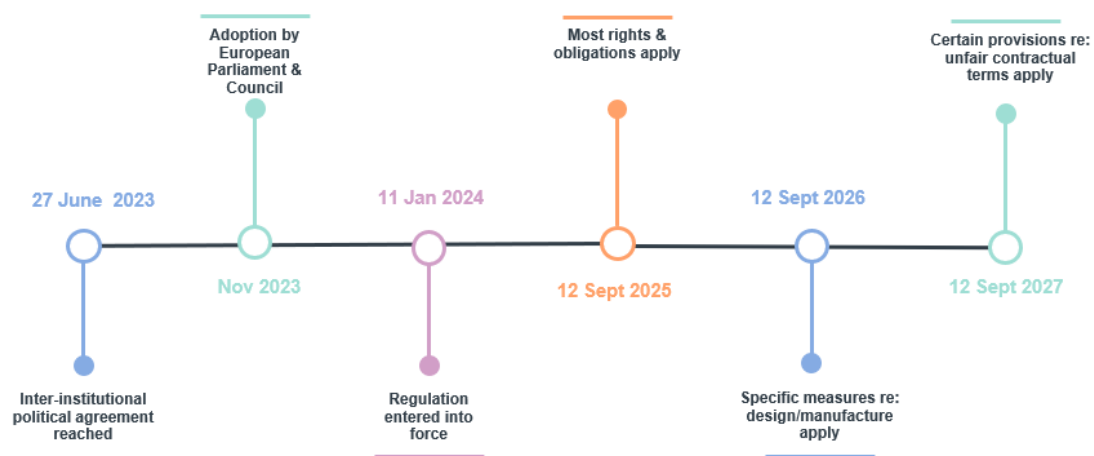 27 June 2023
Inter-institutional
political agreement
reached
Adoption by
European
Parliament &
Council
Nov 2023
11 Jan 2024
Regulation
entered into
force
Most rights &
obligations apply
12 Sept 2025
12 Sept 2026
Specific measures re:
design/manufacture
apply
Certain provisions re:
unfair contractual
terms apply
12 Sept 2027